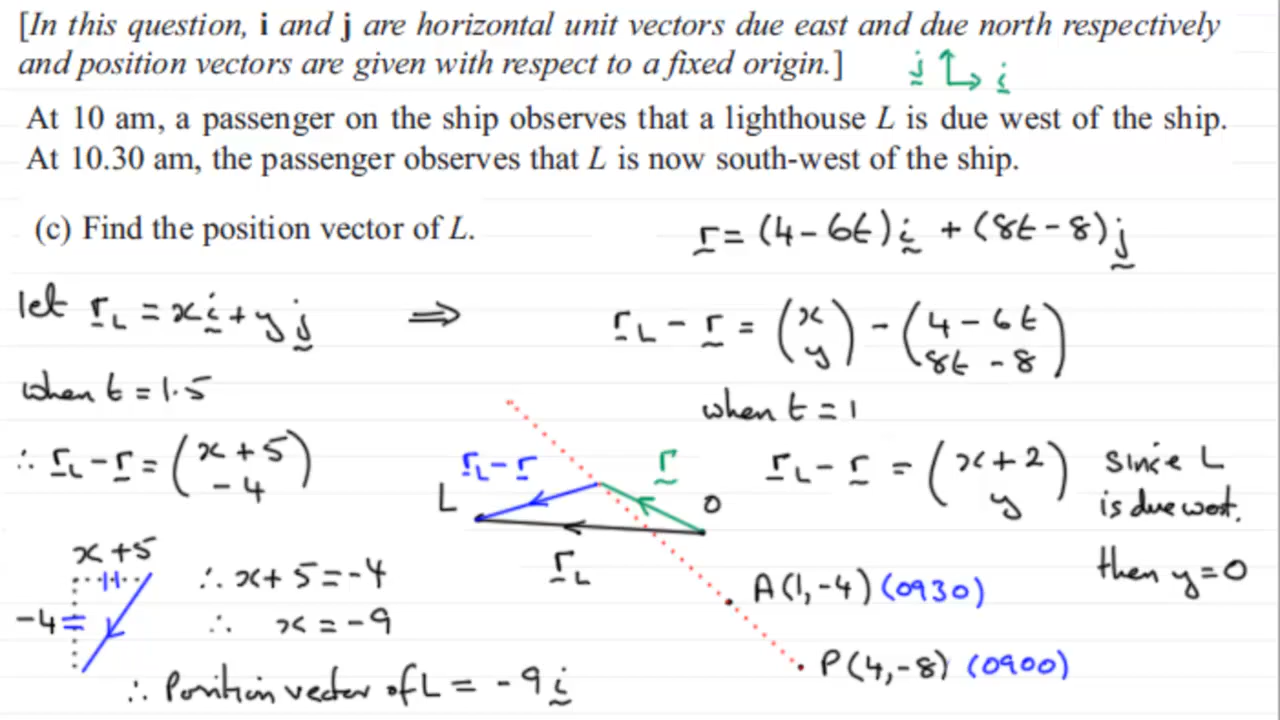 [In this question, i and j are horizontal unit vectors due east and due north respectively
and position vectors are given with respect to a fixed origin.]
j i
At 10 am, a passenger on the ship observes that a lighthouse L is due west of the ship.
At 10.30 am, the passenger observes that L is now south-west of the ship.
(c) Find the position vector of L.
r = (4 - 6t) i + (8t - 8) j
let r_L = x i + y j ⇒
r_L - r = (x y) - (4 - 6t 8t - 8)
when t = 1.5
when t = 1
∴ r_L - r = (x + 5 -4)
r_L - r
r
L
O
r_L
r_L - r = (x + 2 y)
since L
is due west.
then y = 0
x + 5
-4
∴ x + 5 = -4
∴ x = -9
A(1, -4) (0930)
P(4, -8) (0900)
∴ Position vector of L = -9 i